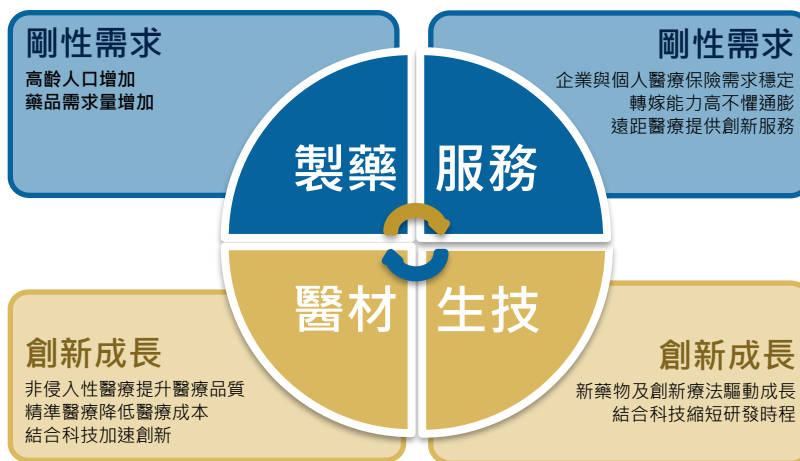 剛性需求
高齡人口增加
藥品需求量增加
剛性需求
企業與個人醫療保險需求穩定
轉嫁能力高不懼通膨
遠距醫療提供創新服務
製藥
服務
醫材
生技
創新成長
非侵入性醫療提升醫療品質
精準醫療降低醫療成本
結合科技加速創新
創新成長
新藥物及創新療法驅動成長
結合科技縮短研發時程